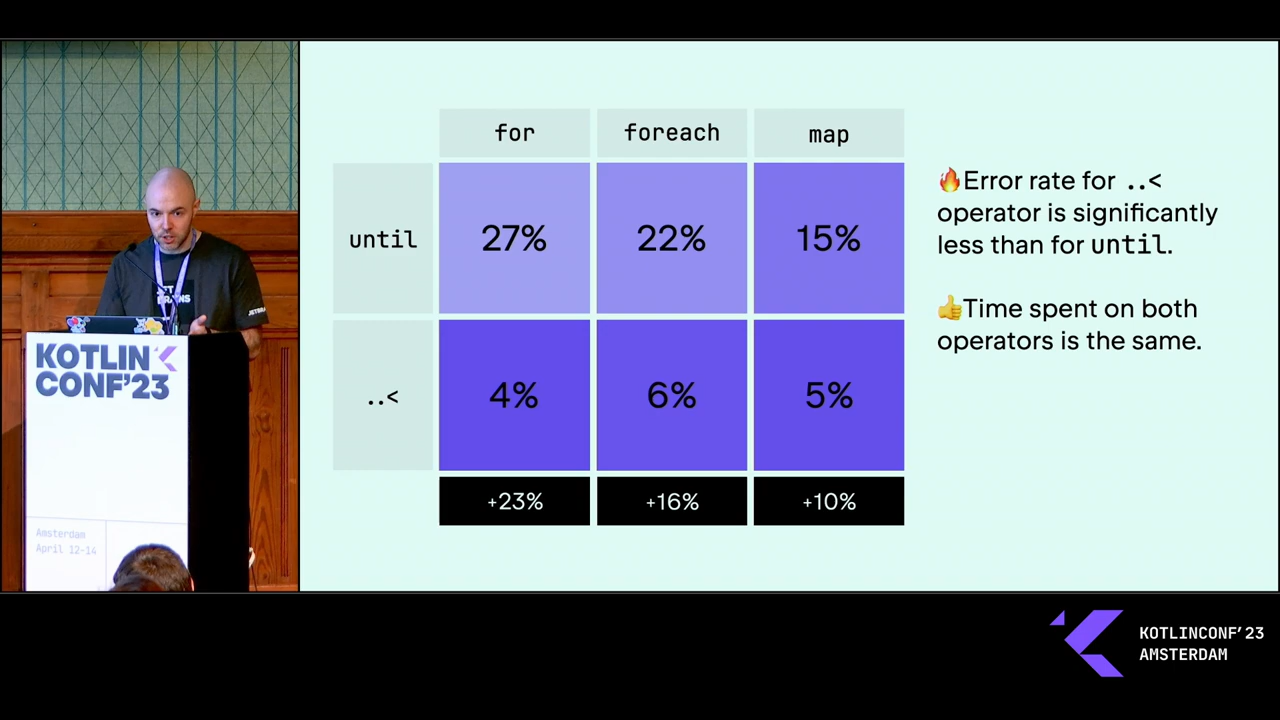 for
foreach
map
until
27%
22%
15%
..<
4%
6%
5%
+23%
+16%
+10%
🔥Error rate for ..<
operator is significantly
less than for until.
👍Time spent on both
operators is the same.
JET
BRAINS
KOTLIN
CONF'23
Amsterdam
April 12-14
KOTLINCONF'23
AMSTERDAM